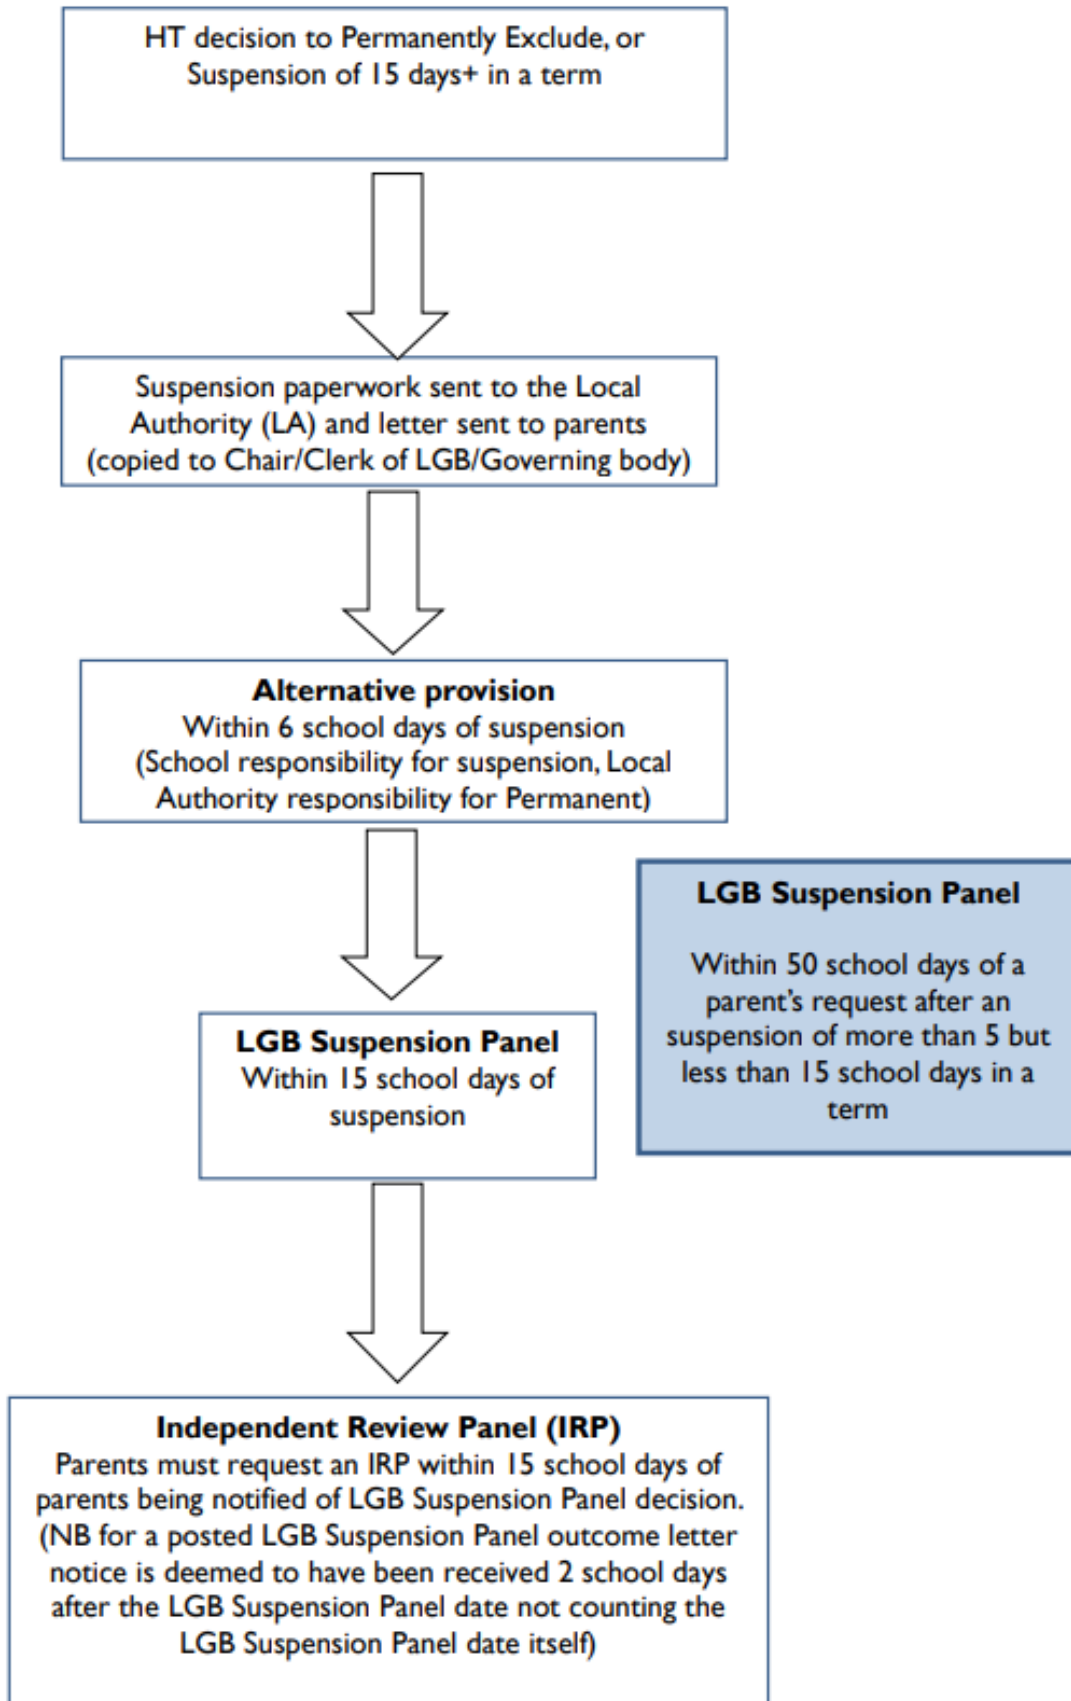 HT decision to Permanently Exclude, or
Suspension of 15 days+ in a term
Suspension paperwork sent to the Local
Authority (LA) and letter sent to parents
(copied to Chair/Clerk of LGB/Governing body)
Alternative provision
Within 6 school days of suspension
(School responsibility for suspension, Local
Authority responsibility for Permanent)
LGB Suspension Panel
Within 50 school days of a
parent’s request after an
suspension of more than 5 but
less than 15 school days in a
term
LGB Suspension Panel
Within 15 school days of
suspension
Independent Review Panel (IRP)
Parents must request an IRP within 15 school days of
parents being notified of LGB Suspension Panel decision.
(NB for a posted LGB Suspension Panel outcome letter
notice is deemed to have been received 2 school days
after the LGB Suspension Panel date not counting the
LGB Suspension Panel date itself)